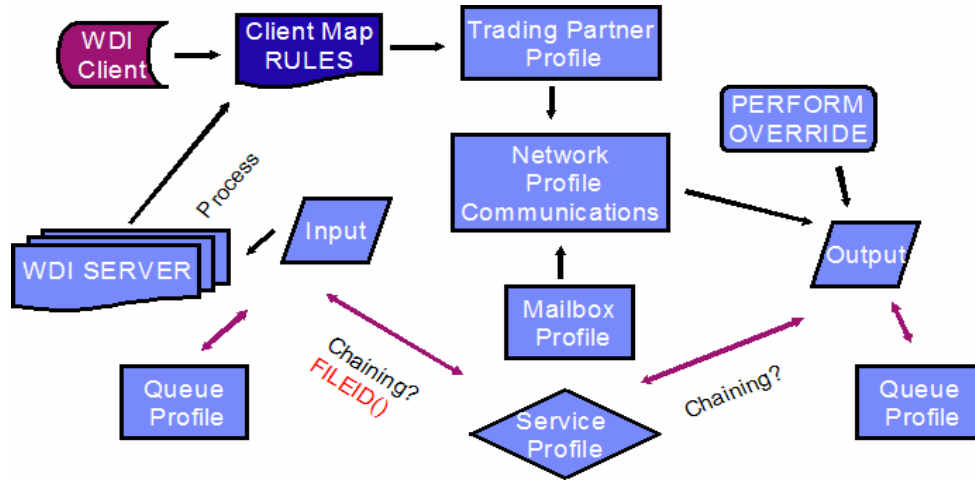 WDI
Client
Client Map
RULES
Trading Partner
Profile
PERFORM
OVERRIDE
Network
Profile
Communications
Process
Input
WDI SERVER
Output
Mailbox
Profile
Chaining?
FILEID()
Chaining?
Queue
Profile
Service
Profile
Queue
Profile